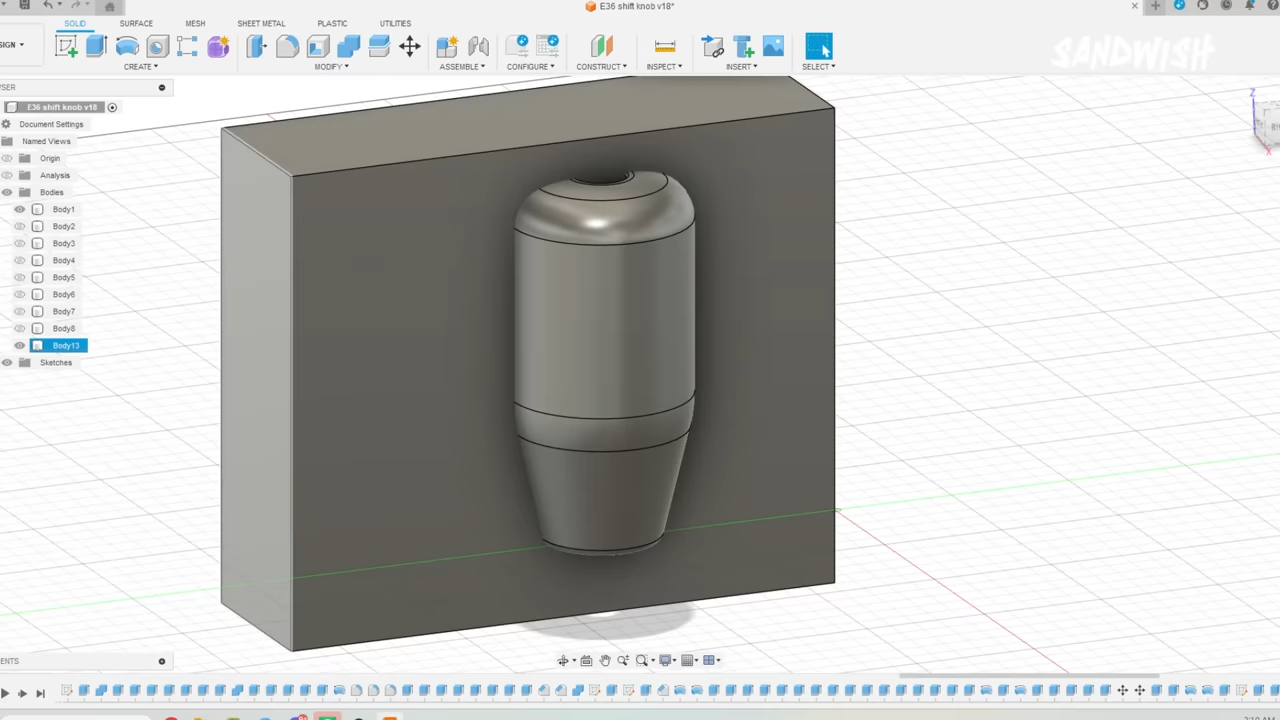 E36 shift knob v18*
SOLID SURFACE MESH SHEET METAL PLASTIC UTILITIES
SIGN
CREATE MODIFY ASSEMBLE CONFIGURE CONSTRUCT INSPECT INSERT SELECT
SANDWISH
E36 shift knob v18
Document Settings
Named Views
Origin
Analysis
Bodies
Body1
Body2
Body3
Body4
Body5
Body6
Body7
Body8
Body13
Sketches
Z
X
ENTS